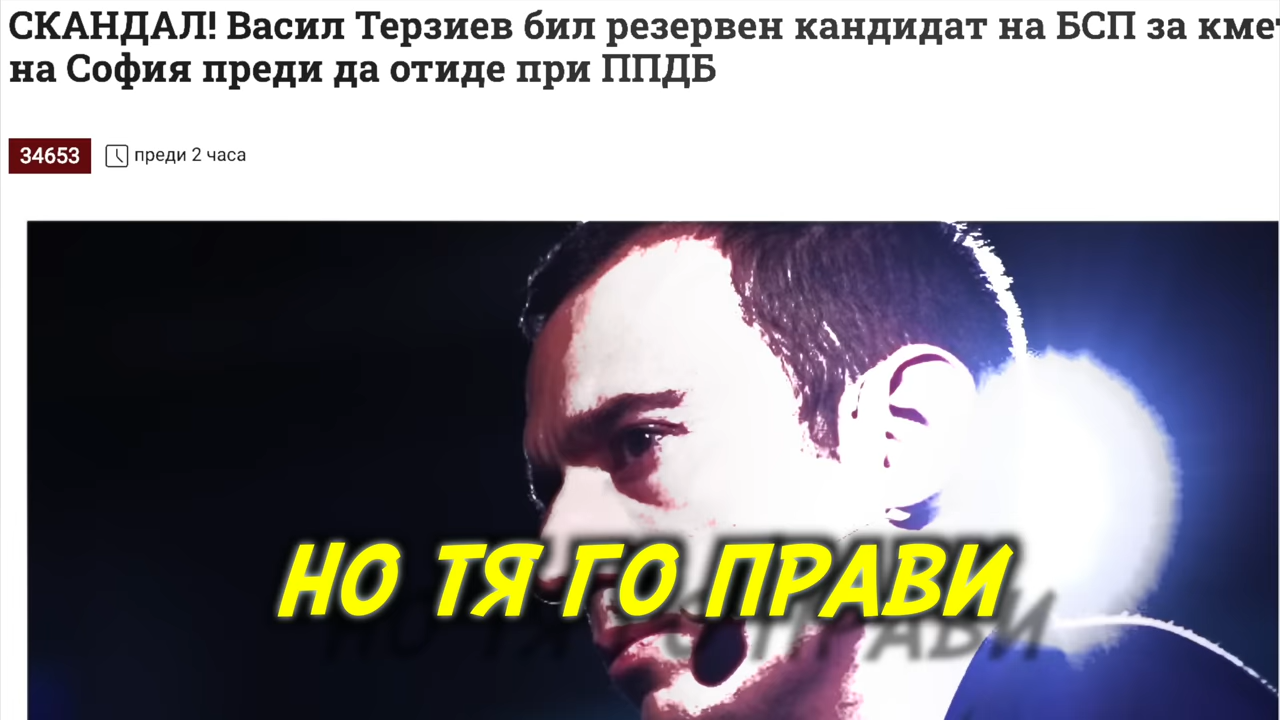 СКАНДАЛ! Васил Терзиев бил резервен кандидат на БСП за кмет
на София преди да отиде при ППДБ
34653 преди 2 часа
НО ТЯ ГО ПРАВИ